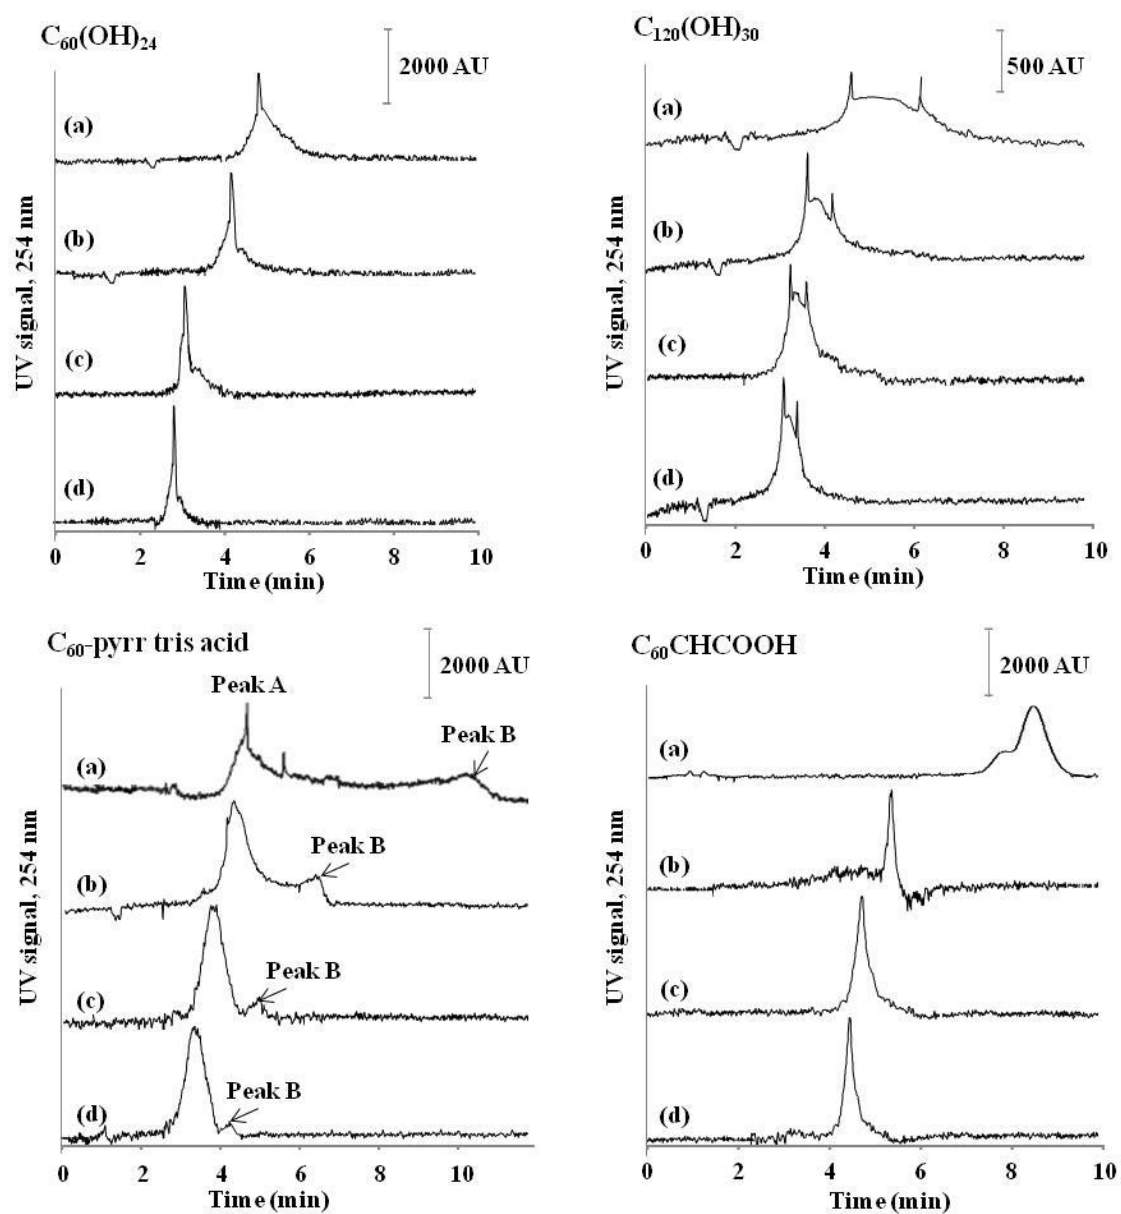 C₆₀(OH)₂₄
2000 AU
(a)
(b)
(c)
(d)
UV signal, 254 nm
0 2 4 6 8 10
Time (min)
C₁₂₀(OH)₃₀
500 AU
(a)
(b)
(c)
(d)
UV signal, 254 nm
0 2 4 6 8 10
Time (min)
C₆₀-pyrr tris acid
2000 AU
Peak A
Peak B
(a)
Peak B
(b)
Peak B
(c)
Peak B
(d)
UV signal, 254 nm
0 2 4 6 8 10
Time (min)
C₆₀CHCOOH
2000 AU
(a)
(b)
(c)
(d)
UV signal, 254 nm
0 2 4 6 8 10
Time (min)